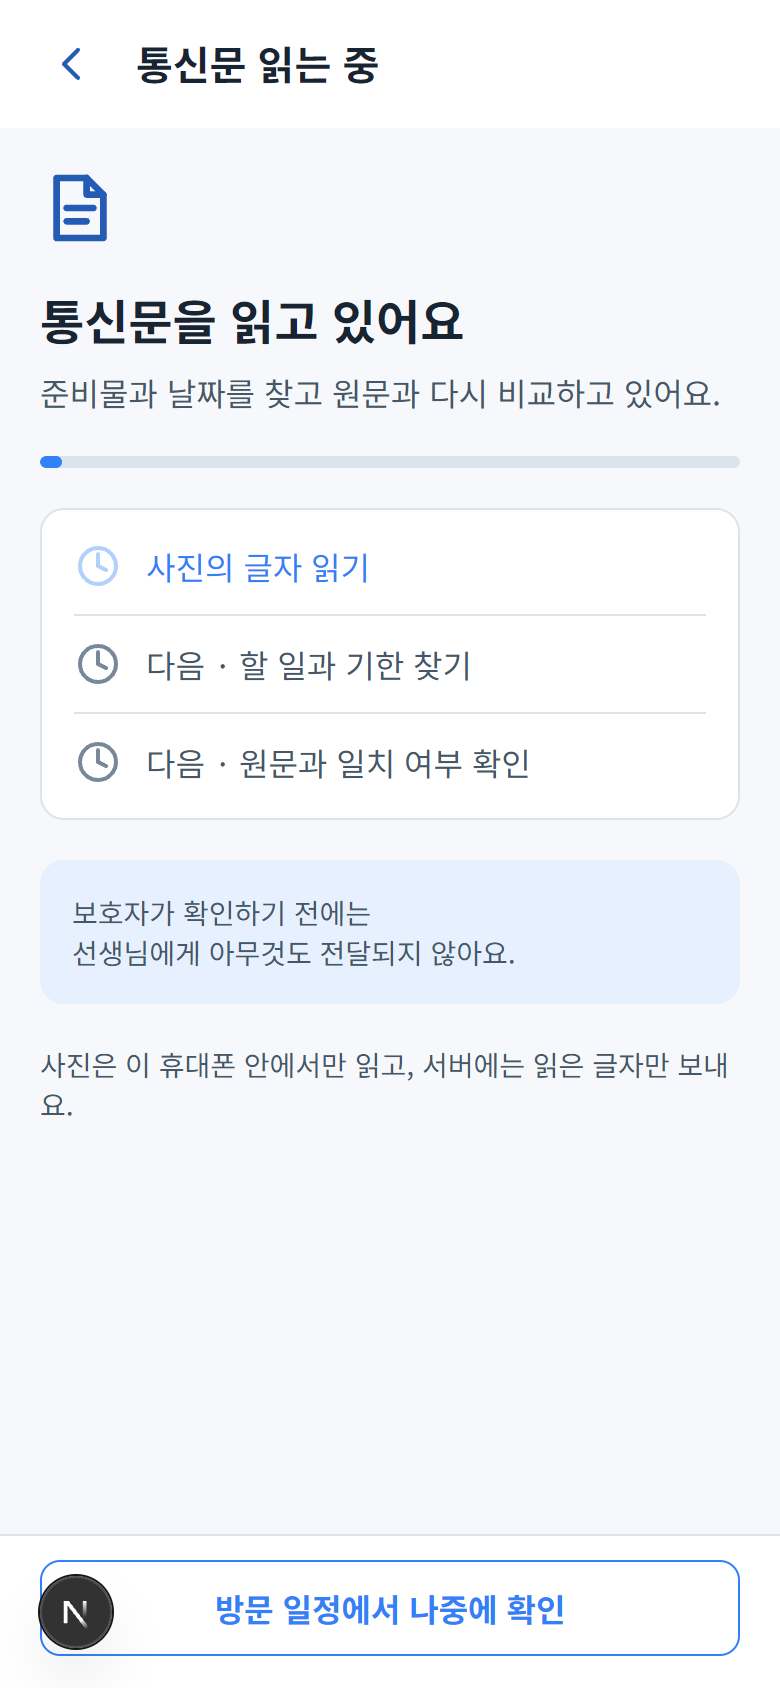 통신문 읽는 중
통신문을 읽고 있어요
준비물과 날짜를 찾고 원문과 다시 비교하고 있어요.
사진의 글자 읽기
다음 · 할 일과 기한 찾기
다음 · 원문과 일치 여부 확인
보호자가 확인하기 전에는
선생님에게 아무것도 전달되지 않아요.
사진은 이 휴대폰 안에서만 읽고, 서버에는 읽은 글자만 보내
요.
N
방문 일정에서 나중에 확인